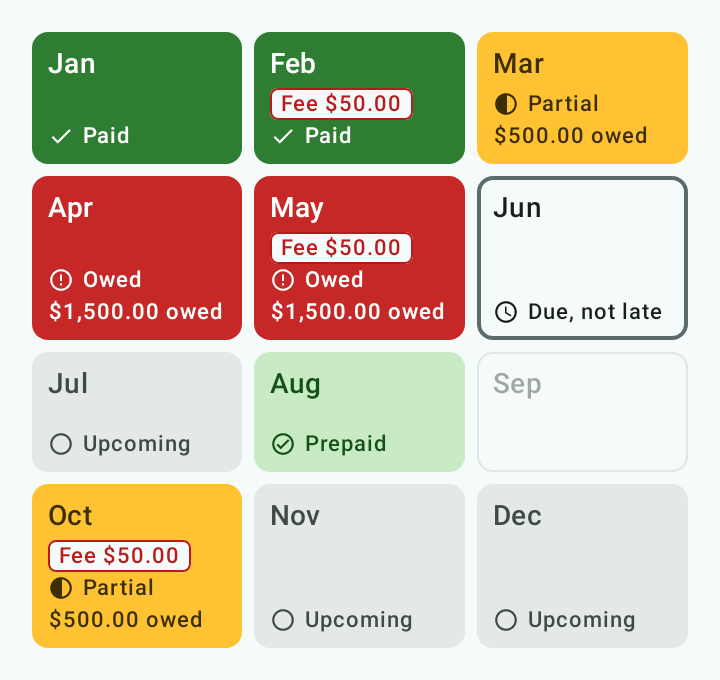 Jan
Paid
Feb
Fee $50.00
Paid
Mar
Partial
$500.00 owed
Apr
Owed
$1,500.00 owed
May
Fee $50.00
Owed
$1,500.00 owed
Jun
Due, not late
Jul
Upcoming
Aug
Prepaid
Sep
Oct
Fee $50.00
Partial
$500.00 owed
Nov
Upcoming
Dec
Upcoming